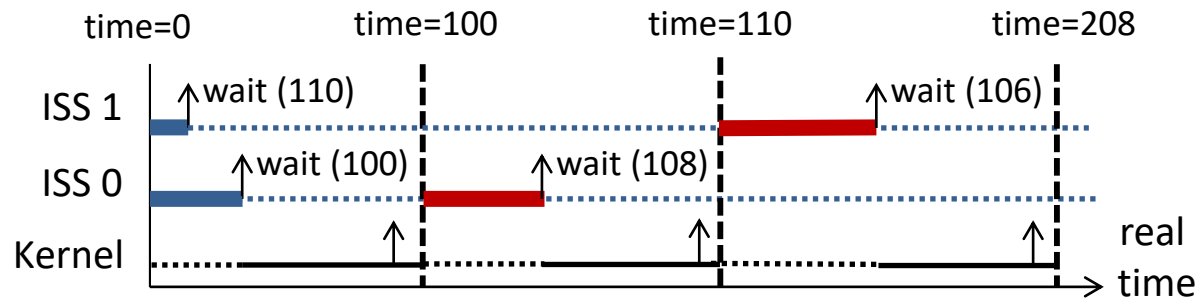 time=0 time=100 time=110 time=208
ISS 1 wait (110) wait (106)
ISS 0 wait (100) wait (108)
Kernel real
time